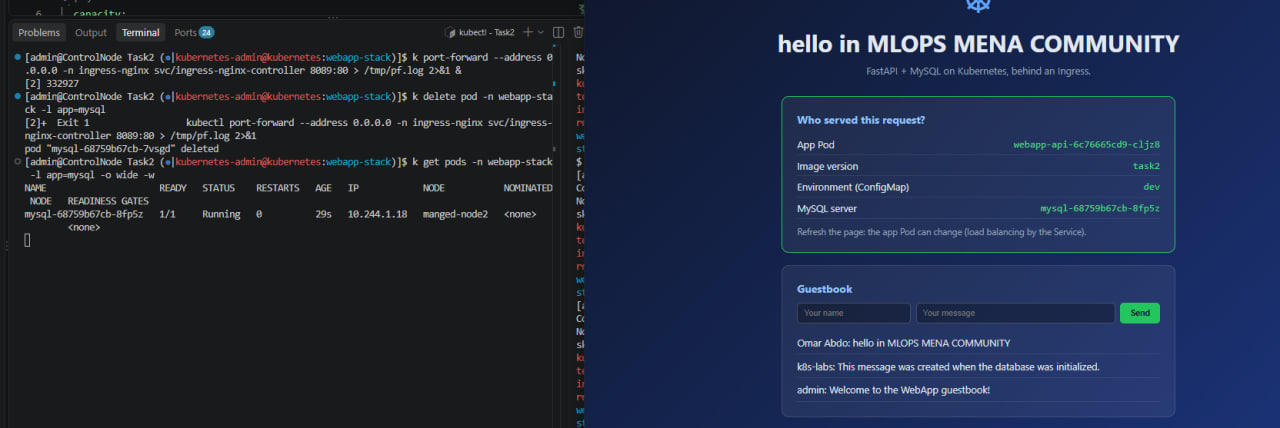 6
capacity:
Problems Output Terminal Ports 24 kubectl - Task2
[admin@ControlNode Task2 (●|kubernetes-admin@kubernetes:webapp-stack)]$ k port-forward --address 0
.0.0.0 -n ingress-nginx svc/ingress-nginx-controller 8089:80 > /tmp/pf.log 2>&1 &
[2] 332927
[admin@ControlNode Task2 (●|kubernetes-admin@kubernetes:webapp-stack)]$ k delete pod -n webapp-sta
ck -l app=mysql
[2]+  Exit 1                 kubectl port-forward --address 0.0.0.0 -n ingress-nginx svc/ingress-
nginx-controller 8089:80 > /tmp/pf.log 2>&1
pod "mysql-68759b67cb-7vsgd" deleted
[admin@ControlNode Task2 (●|kubernetes-admin@kubernetes:webapp-stack)]$ k get pods -n webapp-stack
 -l app=mysql -o wide -w
NAME                     READY   STATUS    RESTARTS   AGE   IP            NODE           NOMINATED
 NODE   READINESS GATES
mysql-68759b67cb-8fp5z   1/1     Running   0          29s   10.244.1.18   manged-node2   <none>
        <none>
hello in MLOPS MENA COMMUNITY
FastAPI + MySQL on Kubernetes, behind an Ingress.
Who served this request?
App Pod webapp-api-6c76665cd9-cljz8
Image version task2
Environment (ConfigMap) dev
MySQL server mysql-68759b67cb-8fp5z
Refresh the page: the app Pod can change (load balancing by the Service).
Guestbook
Your name Your message Send
Omar Abdo: hello in MLOPS MENA COMMUNITY
k8s-labs: This message was created when the database was initialized.
admin: Welcome to the WebApp guestbook!